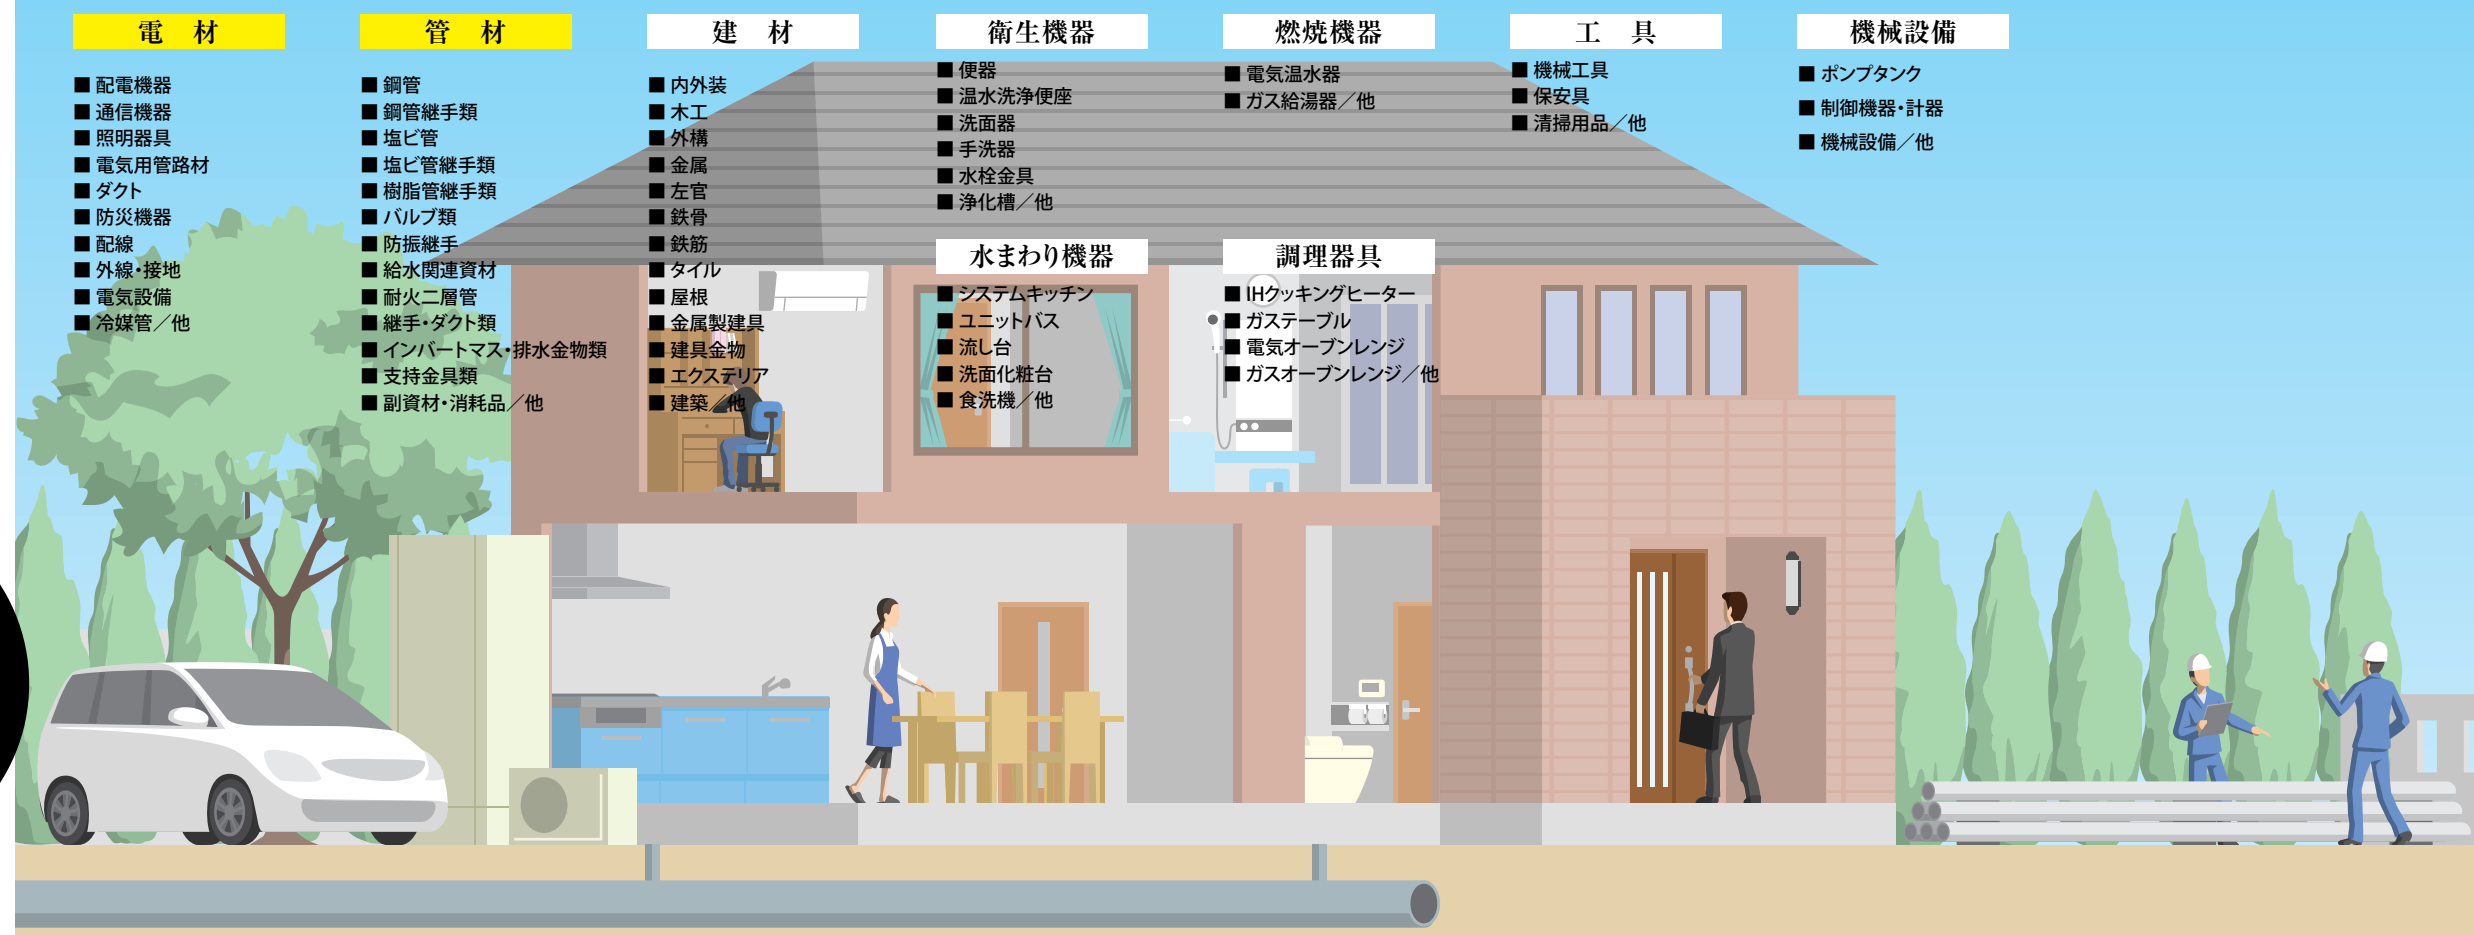 電　材
■ 配電機器
■ 通信機器
■ 照明器具
■ 電気用管路材
■ ダクト
■ 防災機器
■ 配線
■ 外線・接地
■ 電気設備
■ 冷媒管／他
管　材
■ 鋼管
■ 鋼管継手類
■ 塩ビ管
■ 塩ビ管継手類
■ 樹脂管継手類
■ バルブ類
■ 防振継手
■ 給水関連資材
■ 耐火二層管
■ 継手・ダクト類
■ インバートマス・排水金物類
■ 支持金具類
■ 副資材・消耗品／他
建　材
■ 内外装
■ 木工
■ 外構
■ 金属
■ 左官
■ 鉄骨
■ 鉄筋
■ タイル
■ 屋根
■ 金属製建具
■ 建具金物
■ エクステリア
■ 建築／他
衛生機器
■ 便器
■ 温水洗浄便座
■ 洗面器
■ 手洗器
■ 水栓金具
■ 浄化槽／他
水まわり機器
■ システムキッチン
■ ユニットバス
■ 流し台
■ 洗面化粧台
■ 食洗機／他
燃焼機器
■ 電気温水器
■ ガス給湯器／他
調理器具
■ IHクッキングヒーター
■ ガステーブル
■ 電気オーブンレンジ
■ ガスオーブンレンジ／他
工　具
■ 機械工具
■ 保安具
■ 清掃用品／他
機械設備
■ ポンプタンク
■ 制御機器・計器
■ 機械設備／他